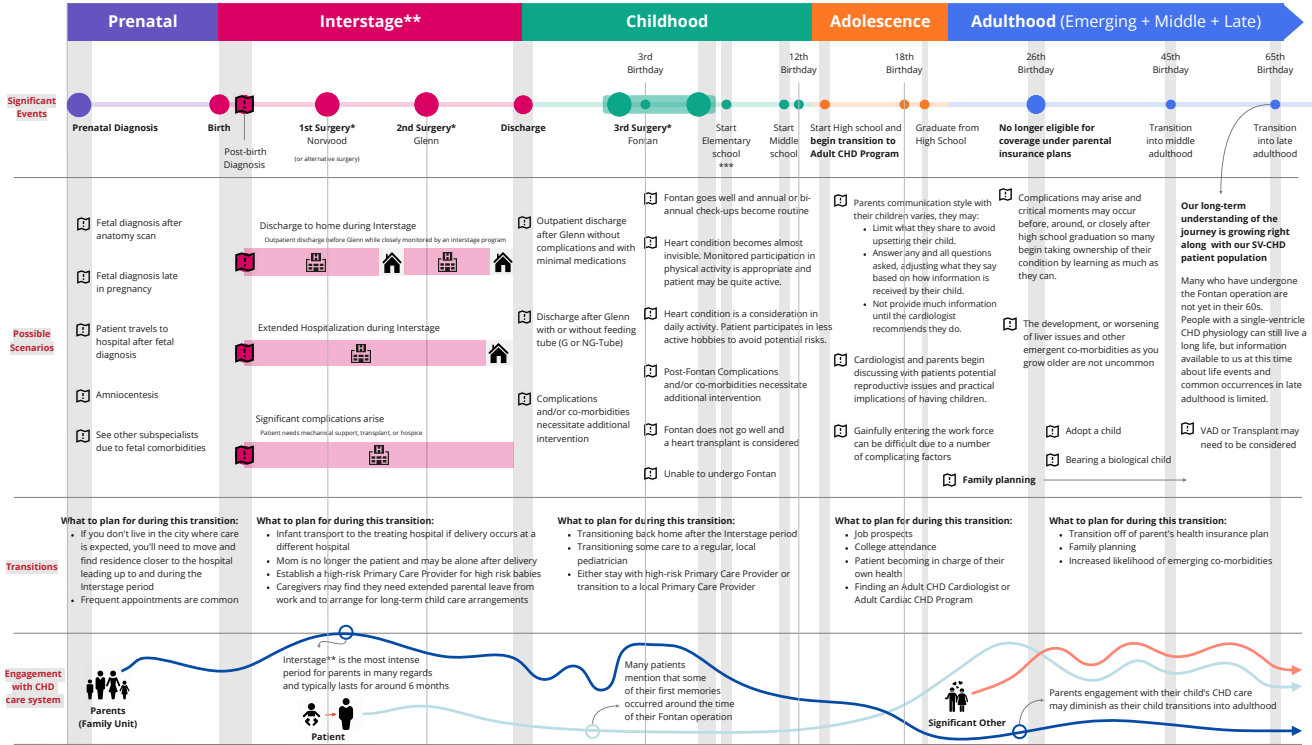 Prenatal
Interstage**
Childhood
Adolescence
Adulthood (Emerging + Middle + Late)
3rd
Birthday
12th
Birthday
18th
Birthday
26th
Birthday
45th
Birthday
65th
Birthday
Significant
Events
Prenatal Diagnosis
Birth
Post-birth
Diagnosis
1st Surgery*
Norwood
(or alternative surgery)
2nd Surgery*
Glenn
Discharge
3rd Surgery*
Fontan
Start
Elementary
school
***
Start
Middle
school
Start High school and
begin transition to
Adult CHD Program
Graduate from
High School
No longer eligible for
coverage under parental
insurance plans
Transition
into middle
adulthood
Transition
into late
adulthood
Possible
Scenarios
Fetal diagnosis after
anatomy scan
Fetal diagnosis late
in pregnancy
Patient travels to
hospital after fetal
diagnosis
Amniocentesis
See other subspecialists
due to fetal comorbidities
Discharge to home during Interstage
Outpatient discharge before Glenn while closely monitored by an interstage program
Extended Hospitalization during Interstage
Significant complications arise
Patient needs mechanical support, transplant, or hospice
Outpatient discharge
after Glenn without
complications and with
minimal medications
Discharge after Glenn
with or without feeding
tube (G or NG-Tube)
Complications
and/or co-morbidities
necessitate additional
intervention
Fontan goes well and annual or bi-
annual check-ups become routine
Heart condition becomes almost
invisible. Monitored participation in
physical activity is appropriate and
patient may be quite active.
Heart condition is a consideration in
daily activity. Patient participates in less
active hobbies to avoid potential risks.
Post-Fontan Complications
and/or co-morbidities necessitate
additional intervention
Fontan does not go well and
a heart transplant is considered
Unable to undergo Fontan
Parents communication style with
their children varies, they may:
• Limit what they share to avoid
upsetting their child.
• Answer any and all questions
asked, adjusting what they say
based on how information is
received by their child.
• Not provide much information
until the cardiologist
recommends they do.
Cardiologist and parents begin
discussing with patients potential
reproductive issues and practical
implications of having children.
Gainfully entering the work force
can be difficult due to a number
of complicating factors
Complications may arise and
critical moments may occur
before, around, or closely after
high school graduation so many
begin taking ownership of their
condition by learning as much as
they can.
The development, or worsening
of liver issues and other
emergent co-morbidities as you
grow older are not uncommon
Adopt a child
Bearing a biological child
Family planning
Our long-term
understanding of the
journey is growing right
along with our SV-CHD
patient population
Many who have undergone
the Fontan operation are
not yet in their 60s.
People with a single-ventricle
CHD physiology can still live a
long life, but information
available to us at this time
about life events and
common occurrences in late
adulthood is limited.
VAD or Transplant may
need to be considered
Transitions
What to plan for during this transition:
• If you don't live in the city where care
is expected, you'll need to move and
find residence closer to the hospital
leading up to and during the
Interstage period
• Frequent appointments are common
What to plan for during this transition:
• Infant transport to the treating hospital if delivery occurs at a
different hospital
• Mom is no longer the patient and may be alone after delivery
• Establish a high-risk Primary Care Provider for high risk babies
• Caregivers may find they need extended parental leave from
work and to arrange for long-term child care arrangements
What to plan for during this transition:
• Transitioning back home after the Interstage period
• Transitioning some care to a regular, local
pediatrician
• Either stay with high-risk Primary Care Provider or
transition to a local Primary Care Provider
What to plan for during this transition:
• Job prospects
• College attendance
• Patient becoming in charge of their
own health
• Finding an Adult CHD Cardiologist or
Adult Cardiac CHD Program
What to plan for during this transition:
• Transition off of parent's health insurance plan
• Family planning
• Increased likelihood of emerging co-morbidities
Engagement
with CHD
care system
Parents
(Family Unit)
Interstage** is the most intense
period for parents in many regards
and typically lasts for around 6 months
Patient
Many patients
mention that some
of their first memories
occurred around the time
of their Fontan operation
Significant Other
Parents engagement with their child's CHD care
may diminish as their child transitions into adulthood